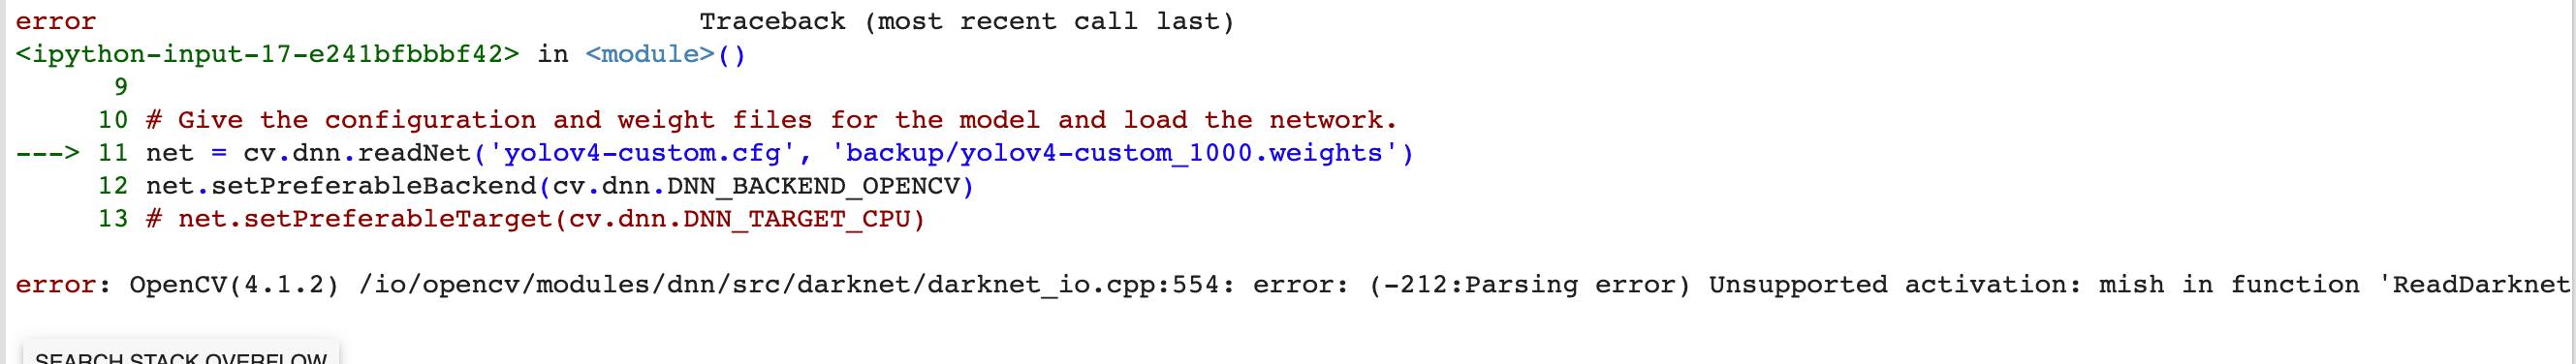 error Traceback (most recent call last)
<ipython-input-17-e241bfbbbf42> in <module>()
9
10 # Give the configuration and weight files for the model and load the network.
---> 11 net = cv.dnn.readNet('yolov4-custom.cfg', 'backup/yolov4-custom_1000.weights')
12 net.setPreferableBackend(cv.dnn.DNN_BACKEND_OPENCV)
13 # net.setPreferableTarget(cv.dnn.DNN_TARGET_CPU)
error: OpenCV(4.1.2) /io/opencv/modules/dnn/src/darknet/darknet_io.cpp:554: error: (-212:Parsing error) Unsupported activation: mish in function 'ReadDarknet
SEARCH STACK OVERFLOW